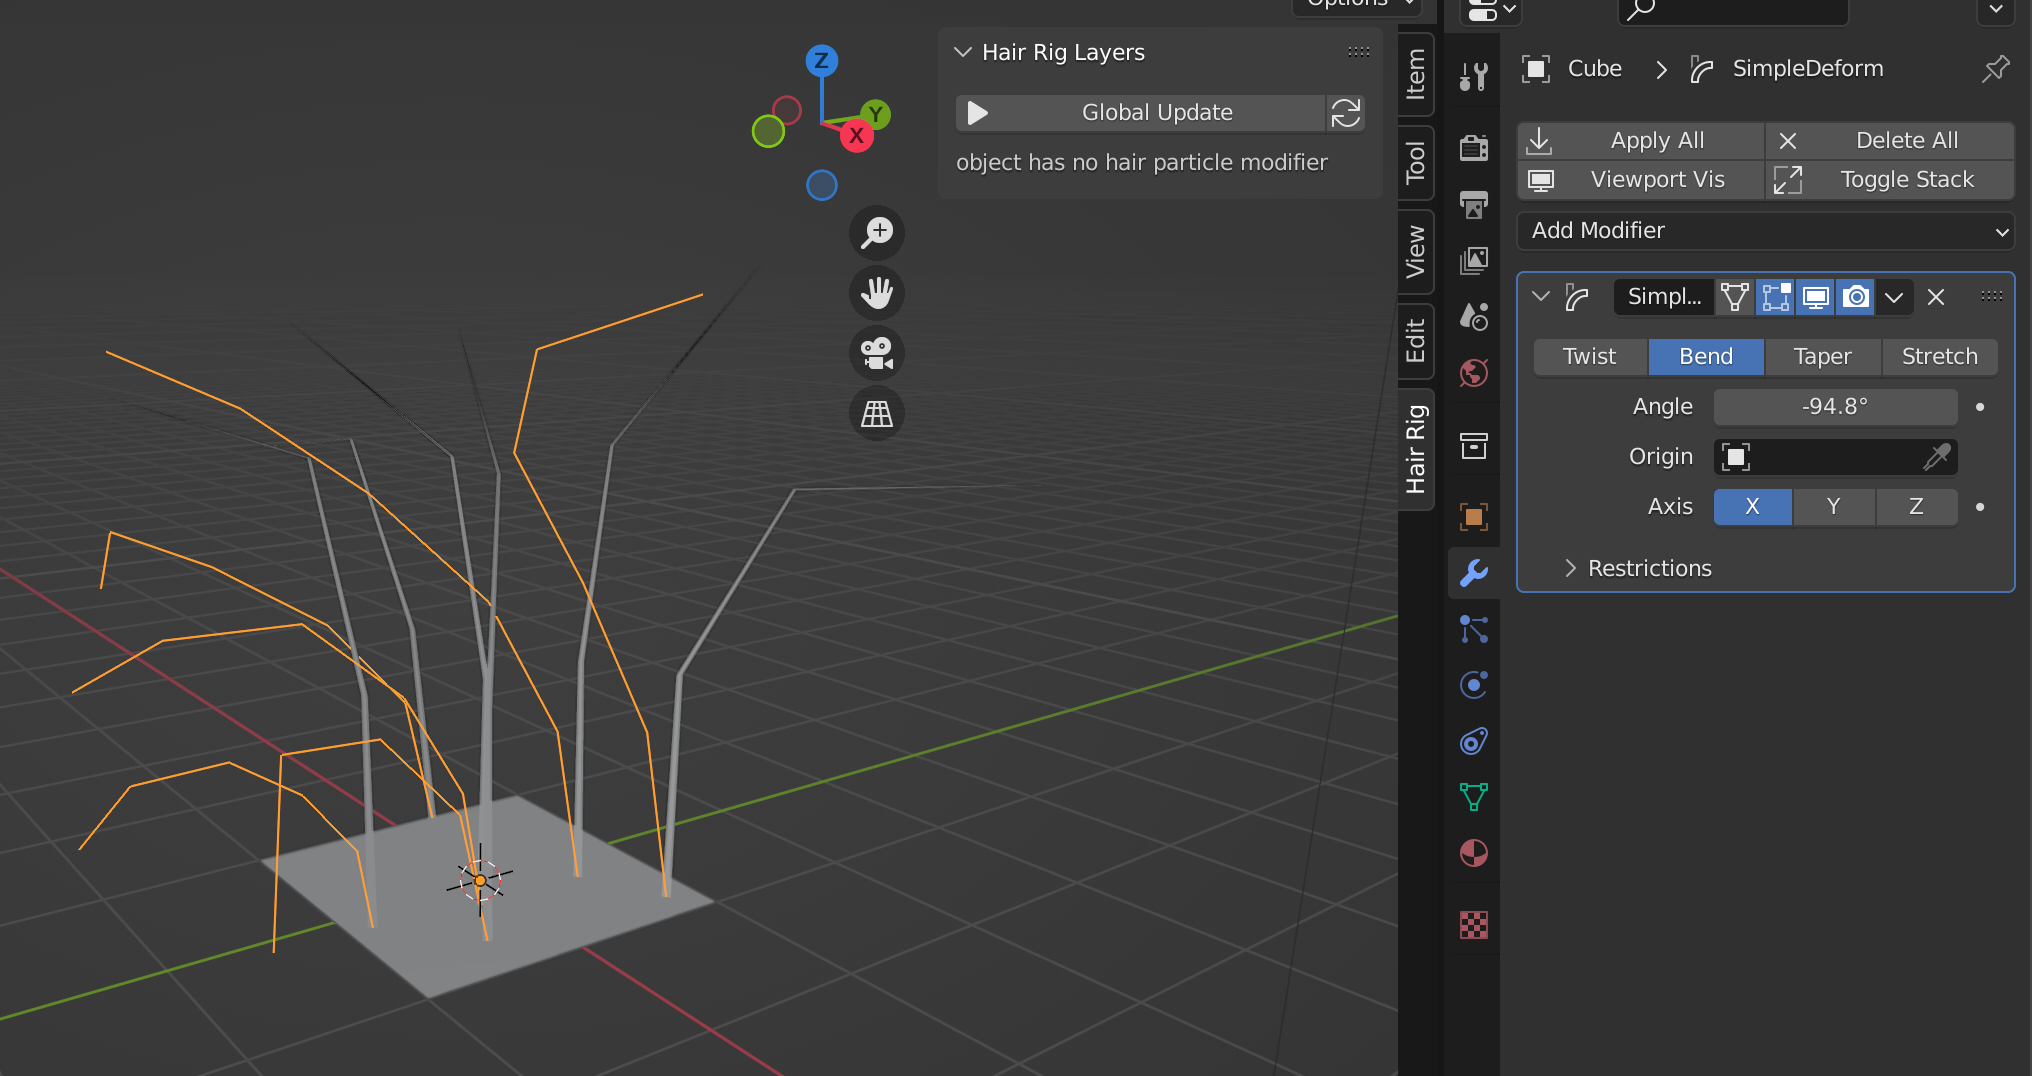 Options
Hair Rig Layers
Global Update
object has no hair particle modifier
Z
Y
X
Item
Tool
View
Edit
Hair Rig
Cube
SimpleDeform
Apply All
Delete All
Viewport Vis
Toggle Stack
Add Modifier
Simpl...
Twist
Bend
Taper
Stretch
Angle
-94.8°
Origin
Axis
X
Y
Z
Restrictions